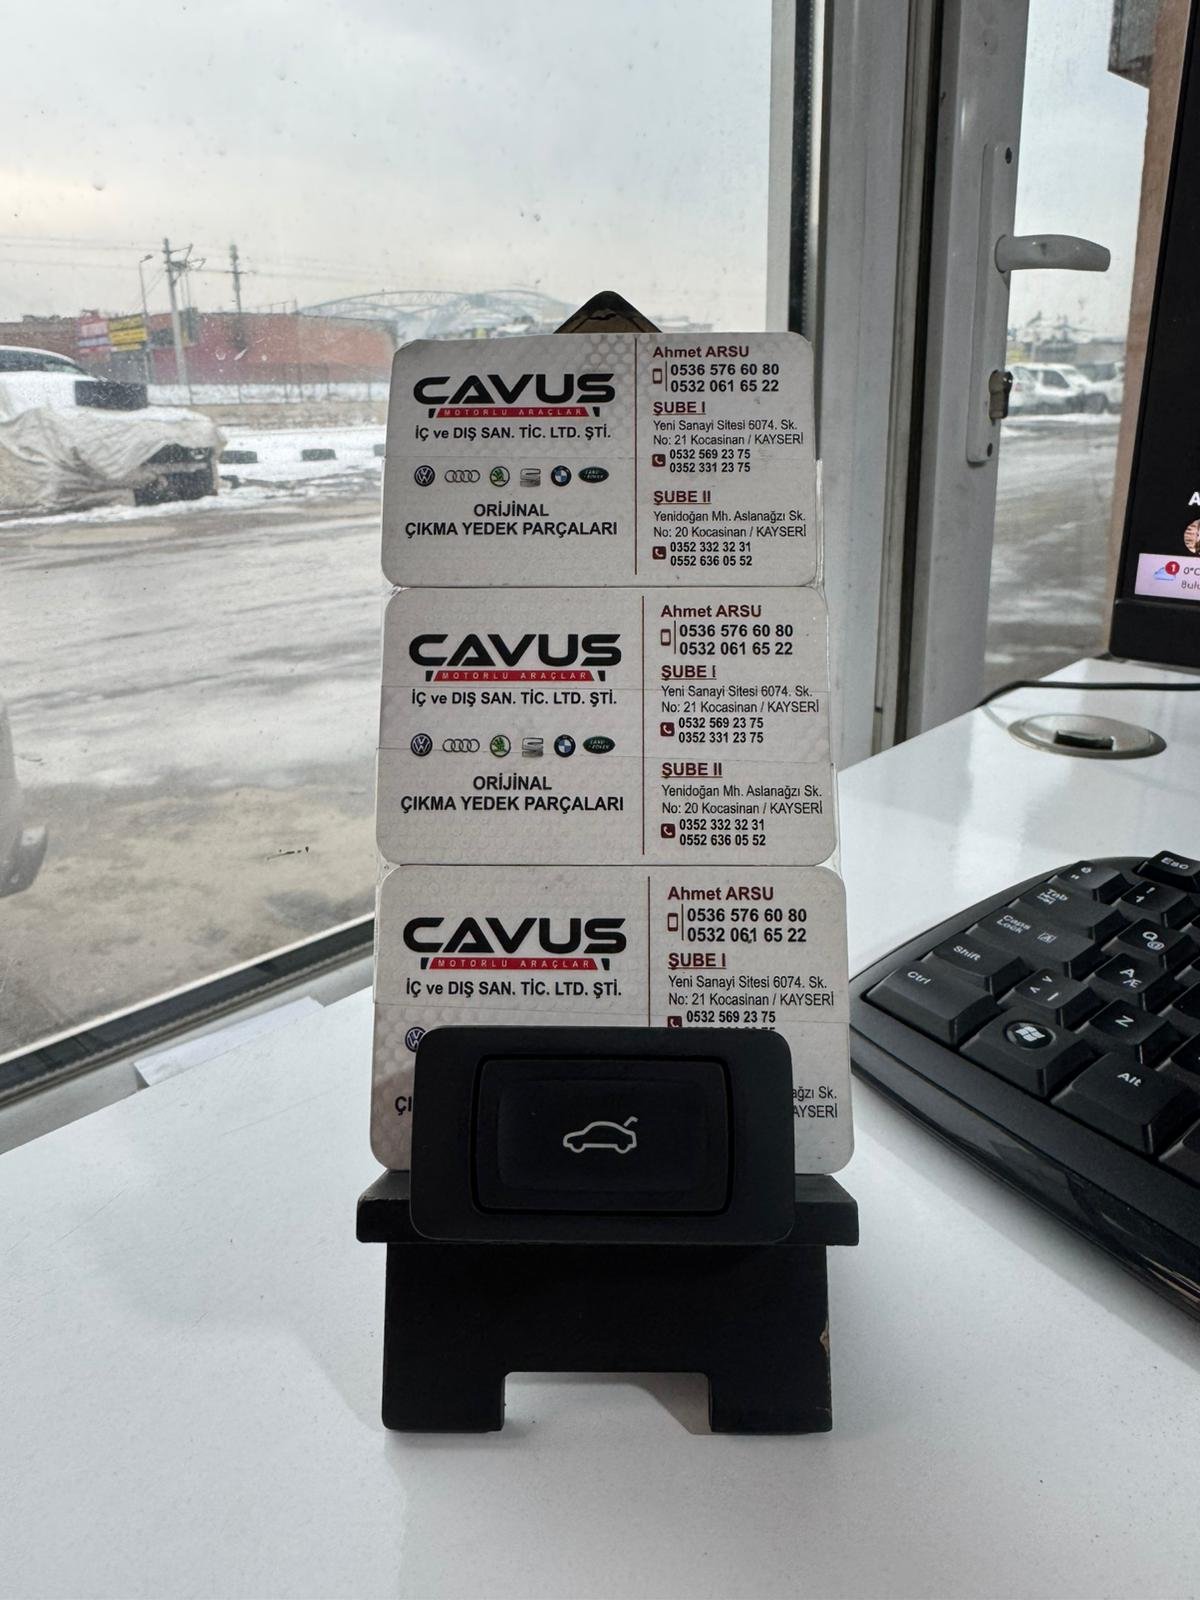 CAVUS
MOTORLU ARAÇLAR
İÇ ve DIŞ SAN. TİC. LTD. ŞTİ.
ORİJİNAL
ÇIKMA YEDEK PARÇALARI
Ahmet ARSU
0536 576 60 80
0532 061 65 22
ŞUBE I
Yeni Sanayi Sitesi 6074. Sk.
No: 21 Kocasinan / KAYSERİ
0532 569 23 75
0352 331 23 75
ŞUBE II
Yenidoğan Mh. Aslanağzı Sk.
No: 20 Kocasinan / KAYSERİ
0352 332 32 31
0552 636 05 52
CAVUS
MOTORLU ARAÇLAR
İÇ ve DIŞ SAN. TİC. LTD. ŞTİ.
LAND ROVER
ORİJİNAL
ÇIKMA YEDEK PARÇALARI
Ahmet ARSU
0536 576 60 80
0532 061 65 22
ŞUBE I
Yeni Sanayi Sitesi 6074. Sk.
No: 21 Kocasinan / KAYSERİ
0532 569 23 75
0352 331 23 75
ŞUBE II
Yenidoğan Mh. Aslanağzı Sk.
No: 20 Kocasinan / KAYSERİ
0352 332 32 31
0552 636 05 52
CAVUS
MOTORLU ARAÇLAR
İÇ ve DIŞ SAN. TİC. LTD. ŞTİ.
Ahmet ARSU
0536 576 60 80
0532 061 65 22
ŞUBE I
Yeni Sanayi Sitesi 6074. Sk.
No: 21 Kocasinan / KAYSERİ
0532 569 23 75
Sk.
Esc
Tab
Caps
Lock
A
Shift
Ctrl
Q
Z
Alt
1
0°C